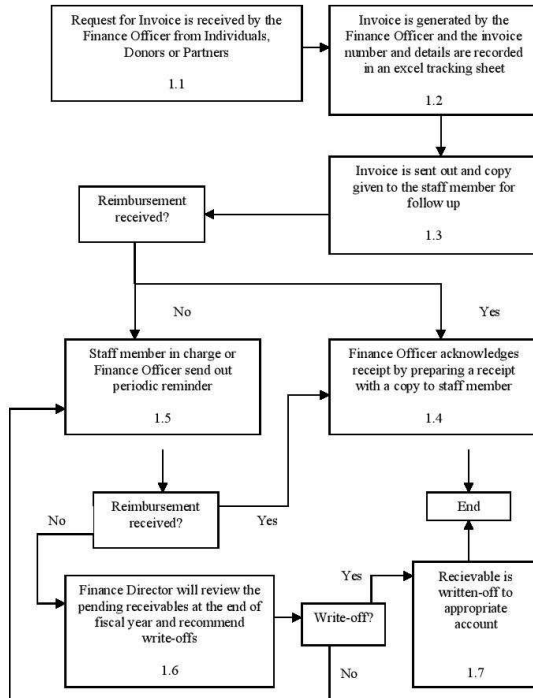 Request for Invoice is received by the
Finance Officer from Individuals,
Donors or Partners
1.1
Invoice is generated by the
Finance Officer and the invoice
number and details are recorded
in an excel tracking sheet
1.2
Invoice is sent out and copy
given to the staff member for
follow up
1.3
Reimbursement
received?
No
Yes
Staff member in charge or
Finance Officer send out
periodic reminder
1.5
Finance Officer acknowledges
receipt by preparing a receipt
with a copy to staff member
1.4
Reimbursement
received?
No
Yes
End
Finance Director will review the
pending receivables at the end of
fiscal year and recommend
write-offs
1.6
Write-off?
Yes
No
Recievable is
written-off to
appropriate
account
1.7